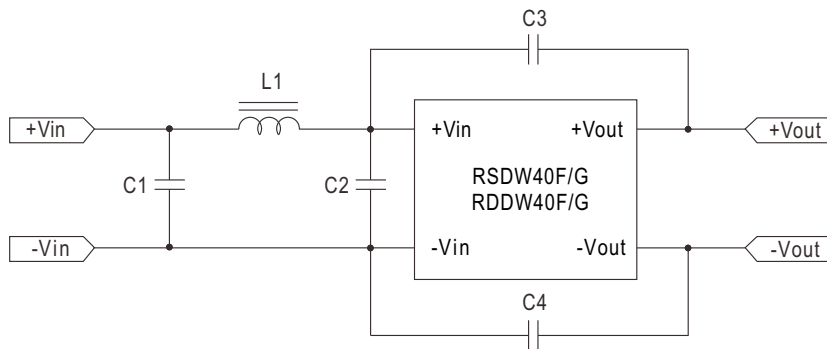 C3
L1
+Vin
+Vin
+Vout
+Vout
C1
C2
RSDW40F/G
RDDW40F/G
-Vin
-Vin
-Vout
-Vout
C4